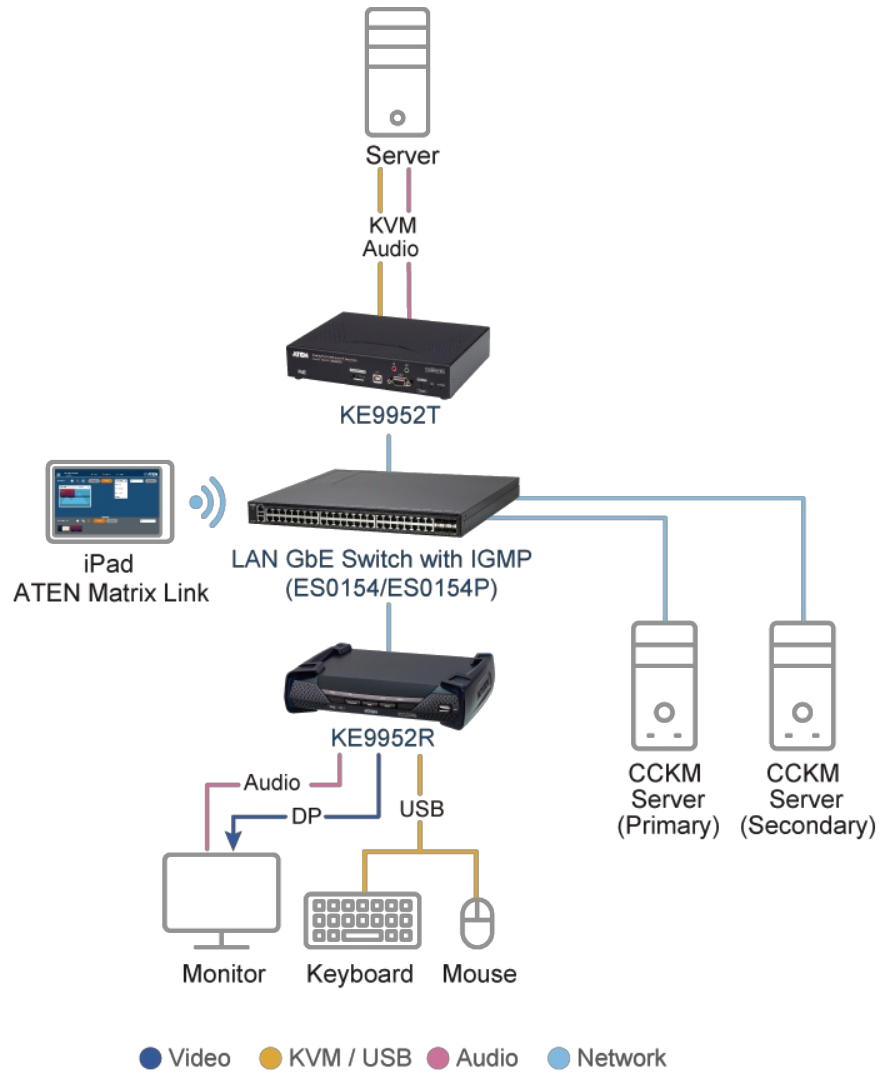 Server
KVM
Audio
ATEN
KE9952T
iPad
ATEN Matrix Link
LAN GbE Switch with IGMP
(ES0154/ES0154P)
KE9952R
Audio
DP
USB
CCKM
Server
(Primary)
CCKM
Server
(Secondary)
Monitor
Keyboard
Mouse
Video
KVM / USB
Audio
Network